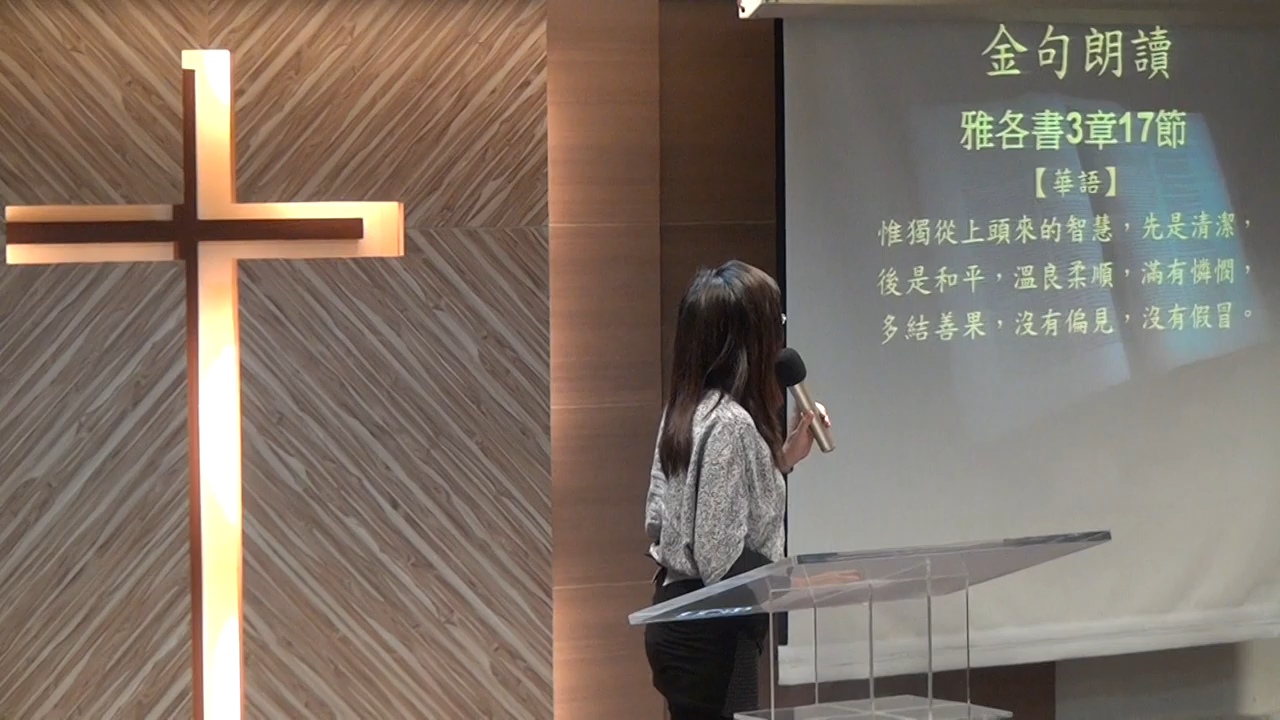 金句朗讀
雅各書3章17節
【華語】
惟獨從上頭來的智慧，先是清潔，
後是和平，溫良柔順，滿有憐憫，
多結善果，沒有偏見，沒有假冒。